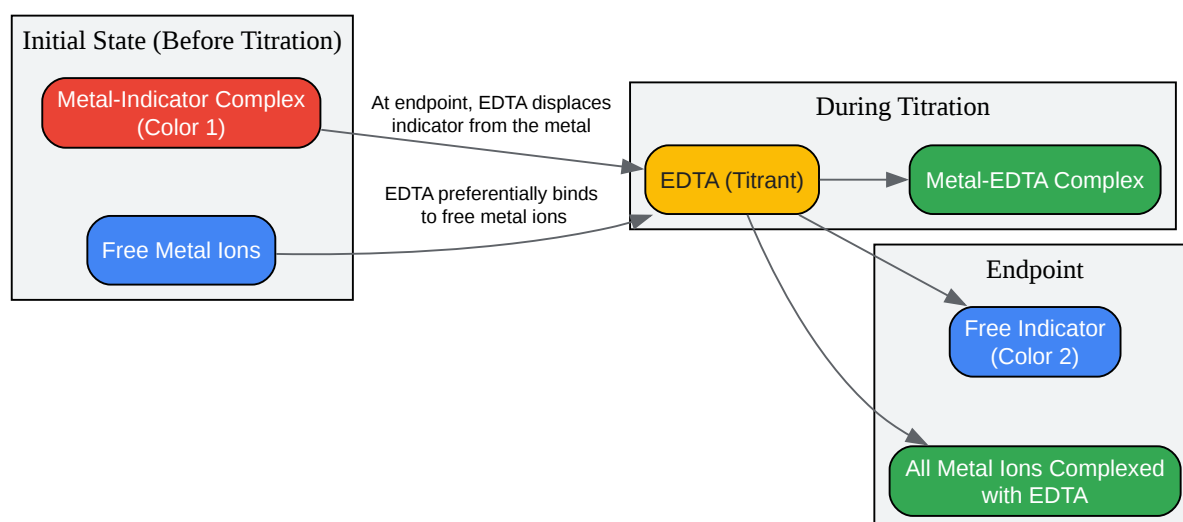 Initial State (Before Titration)
Metal-Indicator Complex
(Color 1)
Free Metal Ions
At endpoint, EDTA displaces
indicator from the metal
EDTA preferentially binds
to free metal ions
During Titration
EDTA (Titrant)
Metal-EDTA Complex
Endpoint
Free Indicator
(Color 2)
All Metal Ions Complexed
with EDTA